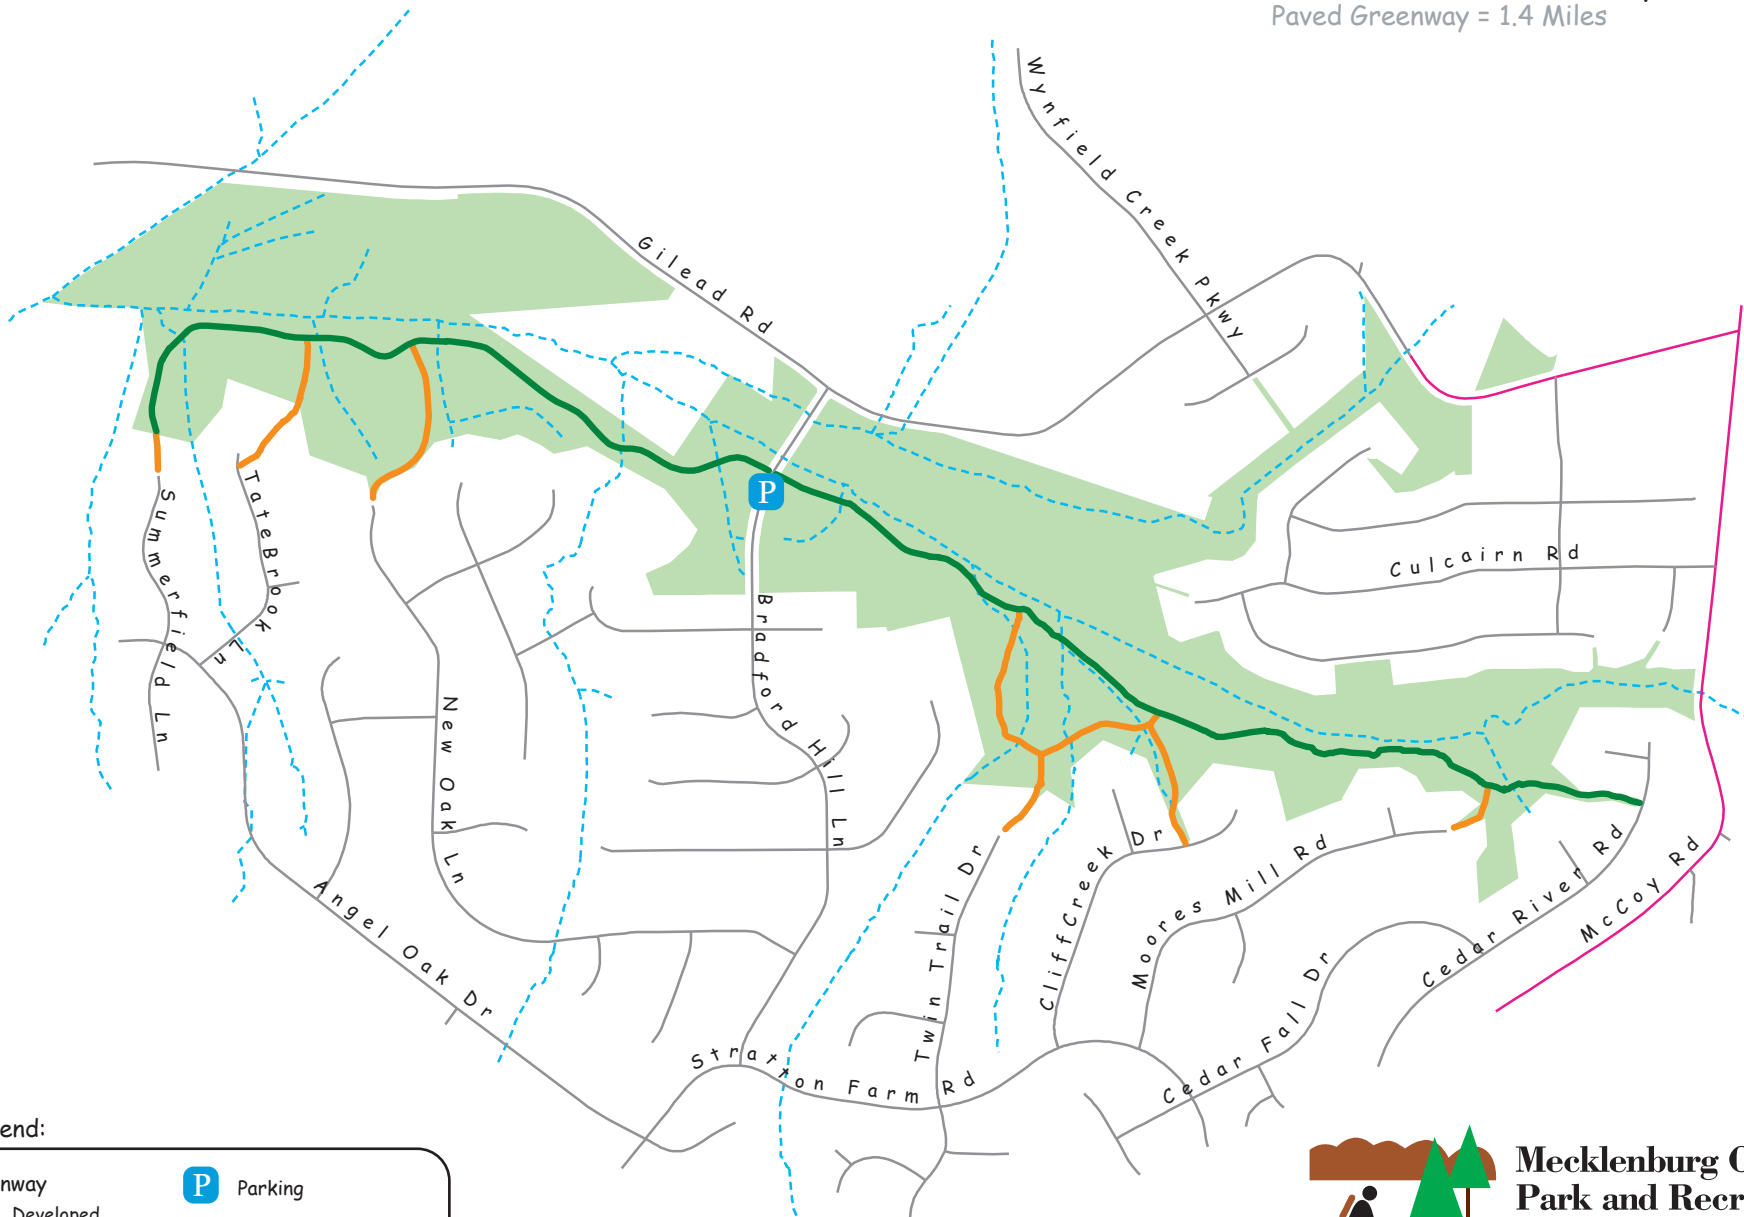 Paved Greenway = 1.4 Miles
Wynfield Creek Pkwy
Gilead Rd
Summerfield Ln
TateBrook Ln
P
Culcairn Rd
Bradford Hill Ln
New Oak Ln
Angel Oak Dr
Twin Trail Dr
CliffCreek Dr
Moores Mill Rd
Cedar River Rd
McCoy Rd
Cedar Fall Dr
Stratton Farm Rd
end:
nway
P Parking
Developed
Mecklenburg C
Park and Recr